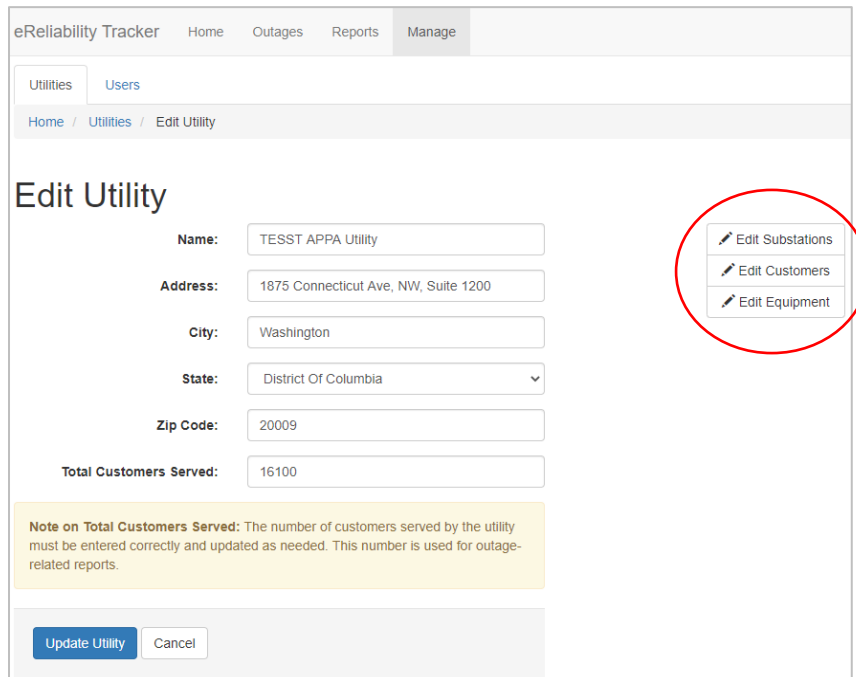 eReliability Tracker Home Outages Reports Manage
Utilities Users
Home / Utilities / Edit Utility
Edit Utility
Name: TESST APPA Utility
Address: 1875 Connecticut Ave, NW, Suite 1200
City: Washington
State: District Of Columbia
Zip Code: 20009
Total Customers Served: 16100
Note on Total Customers Served: The number of customers served by the utility
must be entered correctly and updated as needed. This number is used for outage-
related reports.
Update Utility Cancel
Edit Substations
Edit Customers
Edit Equipment